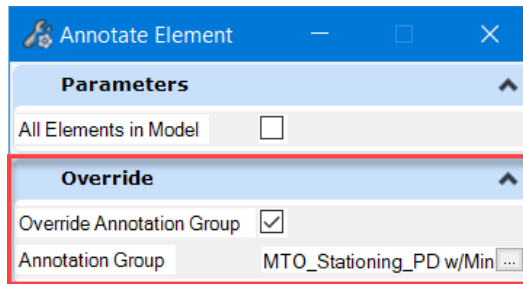 Annotate Element
Parameters
All Elements in Model
Override
Override Annotation Group
Annotation Group MTO_Stationing_PD w/Min ...